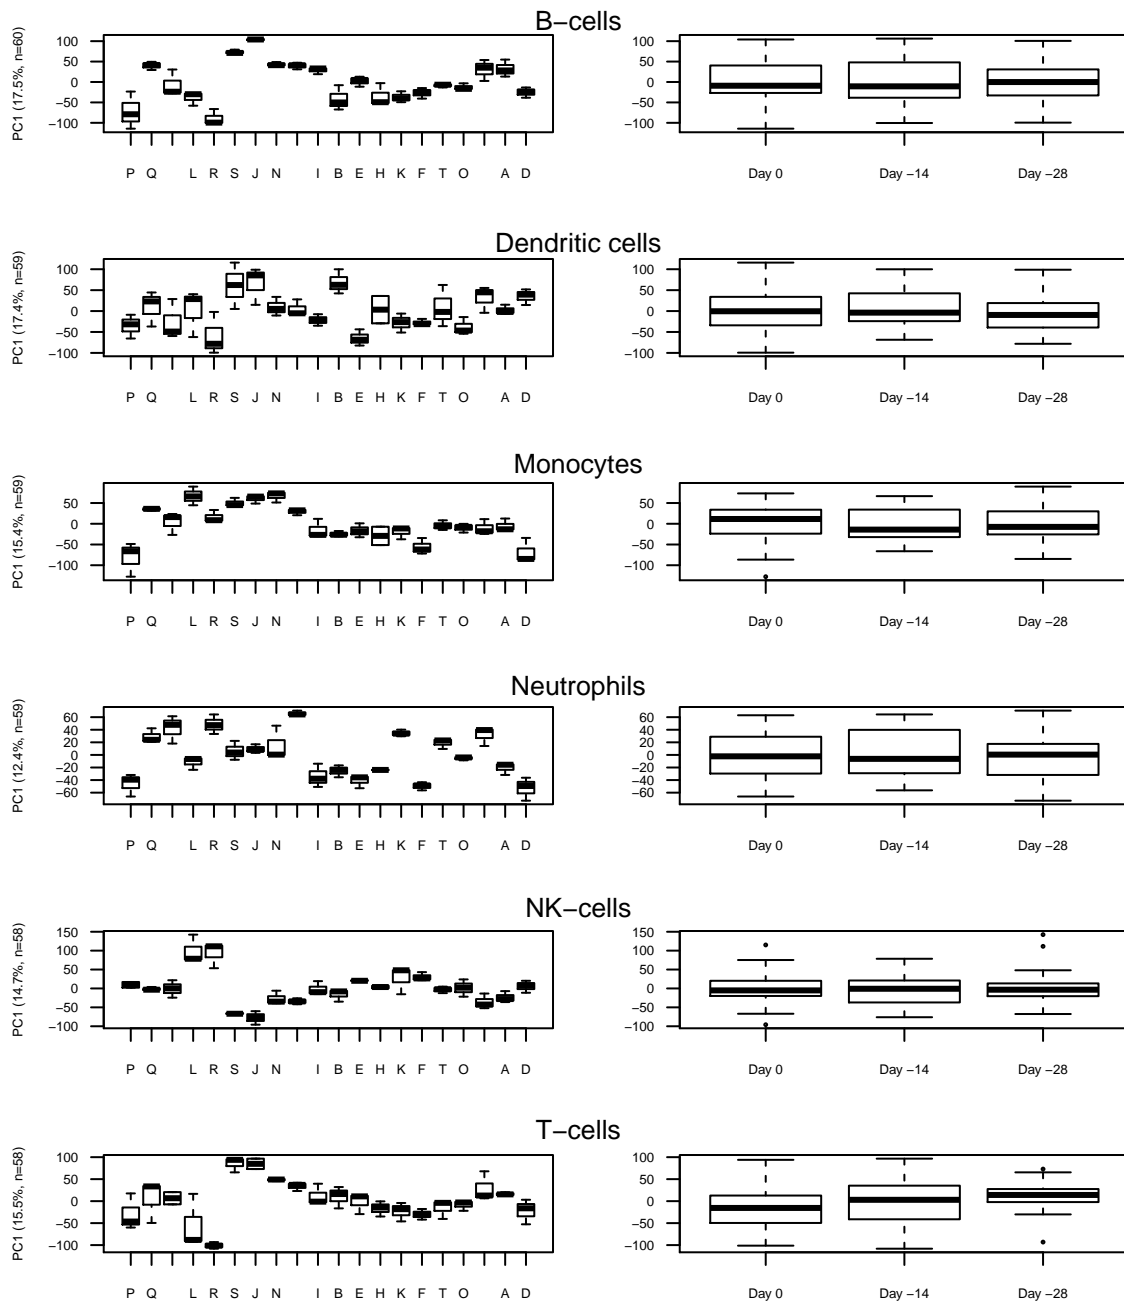 B−cells
PC1 (17.5%, n=60)
100
50
0
−50
−100
P Q L R S J N I B E H K F T O A D
100
50
0
−50
−100
Day 0 Day −14 Day −28
Dendritic cells
PC1 (17.4%, n=59)
100
50
0
−50
−100
P Q L R S J N I B E H K F T O A D
100
50
0
−50
−100
Day 0 Day −14 Day −28
Monocytes
PC1 (15.4%, n=59)
50
0
−50
−100
P Q L R S J N I B E H K F T O A D
50
0
−50
−100
Day 0 Day −14 Day −28
Neutrophils
PC1 (12.4%, n=59)
60
40
20
0
−20
−40
−60
P Q L R S J N I B E H K F T O A D
60
40
20
0
−20
−40
−60
Day 0 Day −14 Day −28
NK−cells
PC1 (14.7%, n=58)
150
100
50
0
−50
−100
P Q L R S J N I B E H K F T O A D
150
100
50
0
−50
−100
Day 0 Day −14 Day −28
T−cells
PC1 (15.5%, n=58)
100
50
0
−50
−100
P Q L R S J N I B E H K F T O A D
100
50
0
−50
−100
Day 0 Day −14 Day −28